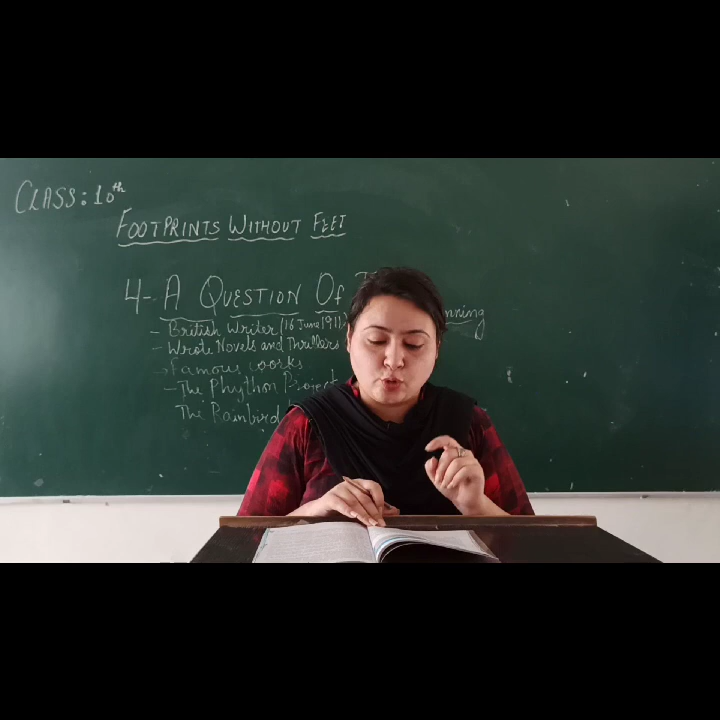 CLASS: 10th
FOOTPRINTS WITHOUT FEET
4- A QUESTION OF
nning
- British Writer (16 June 1911)
- Wrote Novels and Thrillers
→ Famous works
- The Phython Project
The Rainbird